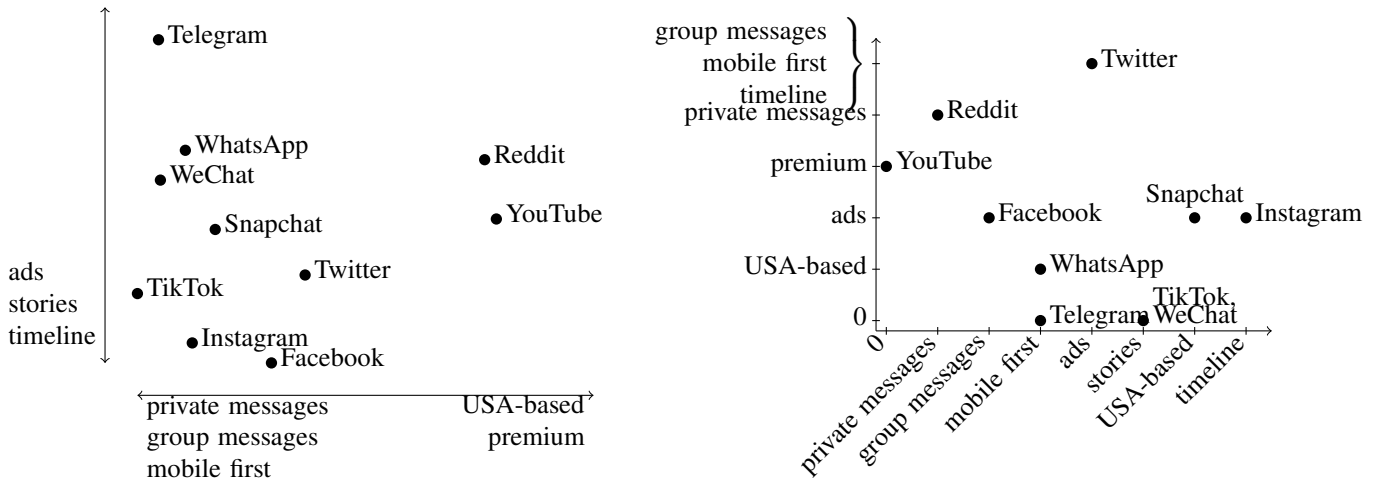 Telegram
WhatsApp
WeChat
Reddit
YouTube
Snapchat
Twitter
TikTok
Instagram
Facebook
ads
stories
timeline
private messages
group messages
mobile first
USA-based
premium
group messages
mobile first
timeline
private messages
premium
ads
USA-based
0
Twitter
Reddit
YouTube
Snapchat
Facebook
Instagram
WhatsApp
TikTok,
Telegram
WeChat
0
private messages
group messages
mobile first
ads
stories
USA-based
timeline